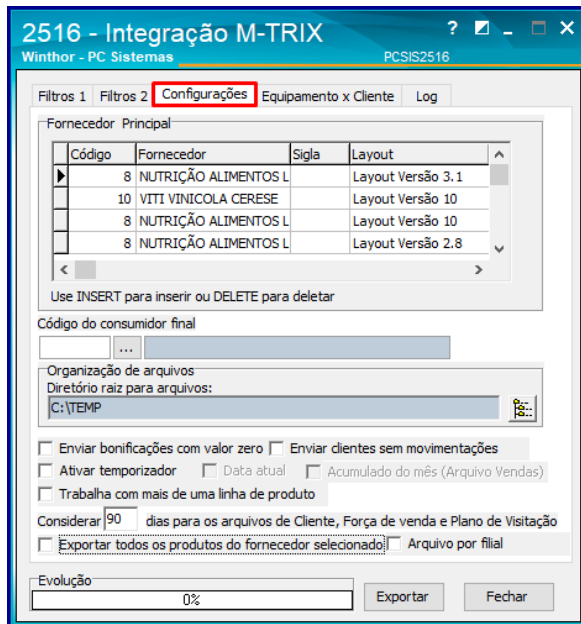 2516 - Integração M-TRIX
Winthor - PC Sistemas PCSIS2516
Filtros 1 Filtros 2 Configurações Equipamento x Cliente Log
Fornecedor Principal
Código Fornecedor Sigla Layout
8 NUTRIÇÃO ALIMENTOS L Layout Versão 3.1
10 VITI VINICOLA CERESE Layout Versão 10
8 NUTRIÇÃO ALIMENTOS L Layout Versão 10
8 NUTRIÇÃO ALIMENTOS L Layout Versão 2.8
Use INSERT para inserir ou DELETE para deletar
Código do consumidor final
...
Organização de arquivos
Diretório raiz para arquivos:
C:\TEMP
Enviar bonificações com valor zero Enviar clientes sem movimentações
Ativar temporizador Data atual Acumulado do mês (Arquivo Vendas)
Trabalha com mais de uma linha de produto
Considerar 90 dias para os arquivos de Cliente, Força de venda e Plano de Visitação
Exportar todos os produtos do fornecedor selecionado Arquivo por filial
Evolução
0% Exportar Fechar